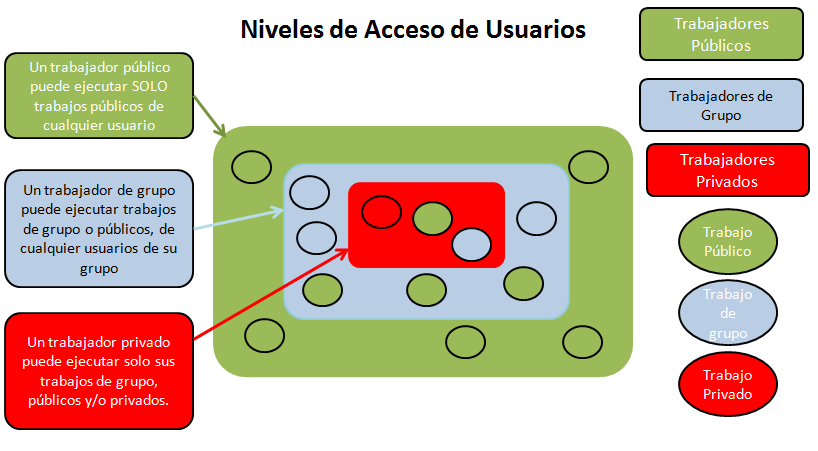 Niveles de Acceso de Usuarios
Un trabajador público
puede ejecutar SOLO
trabajos públicos de
cualquier usuario
Un trabajador de grupo
puede ejecutar trabajos
de grupo o públicos, de
cualquier usuarios de su
grupo
Un trabajador privado
puede ejecutar solo sus
trabajos de grupo,
públicos y/o privados.
Trabajadores
Públicos
Trabajadores de
Grupo
Trabajadores
Privados
Trabajo
Público
Trabajo
de
grupo
Trabajo
Privado